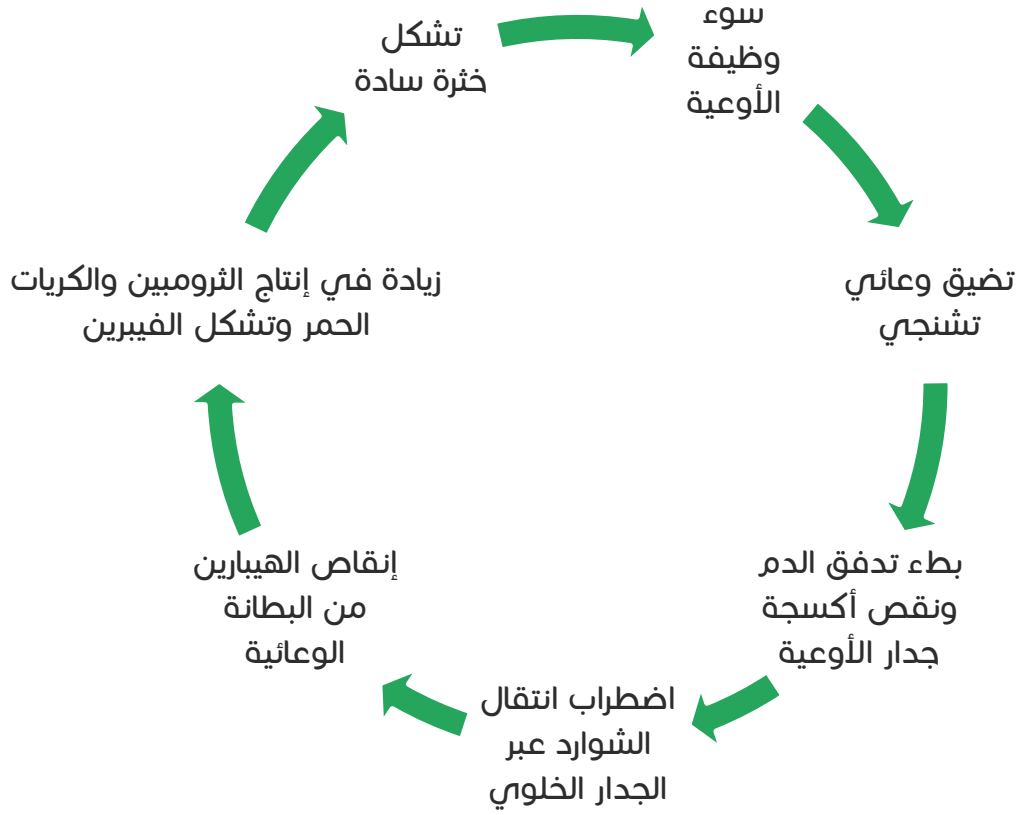 سوء
وظيفة
الأوعية
تضيق وعائي
تشنجي
بطء تدفق الدم
ونقص أكسجة
جدار الأوعية
اضطراب انتقال
الشوارد عبر
الجدار الخلوي
إنقاص الهيبارين
من البطانة
الوعائية
زيادة في إنتاج الثرومبين والكريات
الحمر وتشكل الفيبرين
تشكل
خثرة سادة